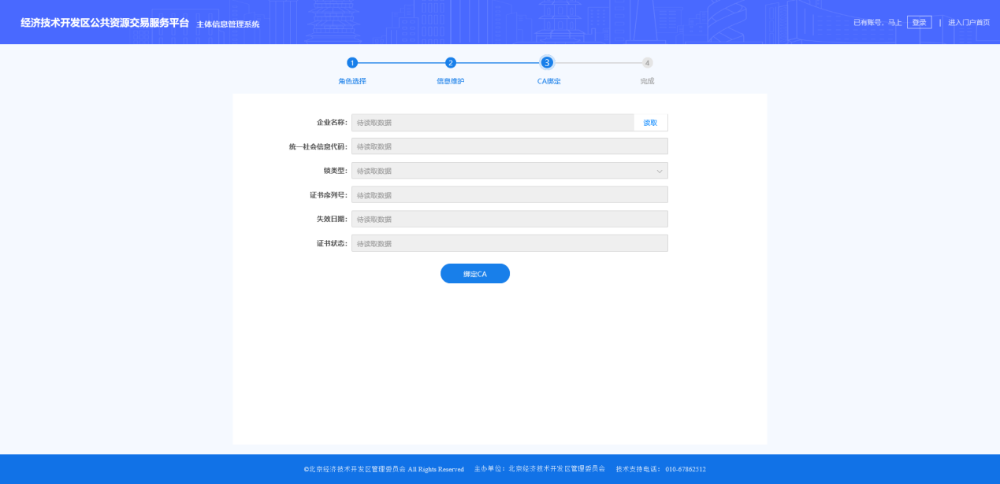 经济技术开发区公共资源交易服务平台 主体信息管理系统
已有账号，马上 登录 | 进入门户首页
1 2 3 4
角色选择 信息维护 CA绑定 完成
企业名称： 待读取数据 读取
统一社会信息代码： 待读取数据
锁类型： 待读取数据
证书序列号： 待读取数据
失效日期： 待读取数据
证书状态： 待读取数据
绑定CA
©北京经济技术开发区管理委员会 All Rights Reserved 主办单位：北京经济技术开发区管理委员会 技术支持电话： 010-67862512